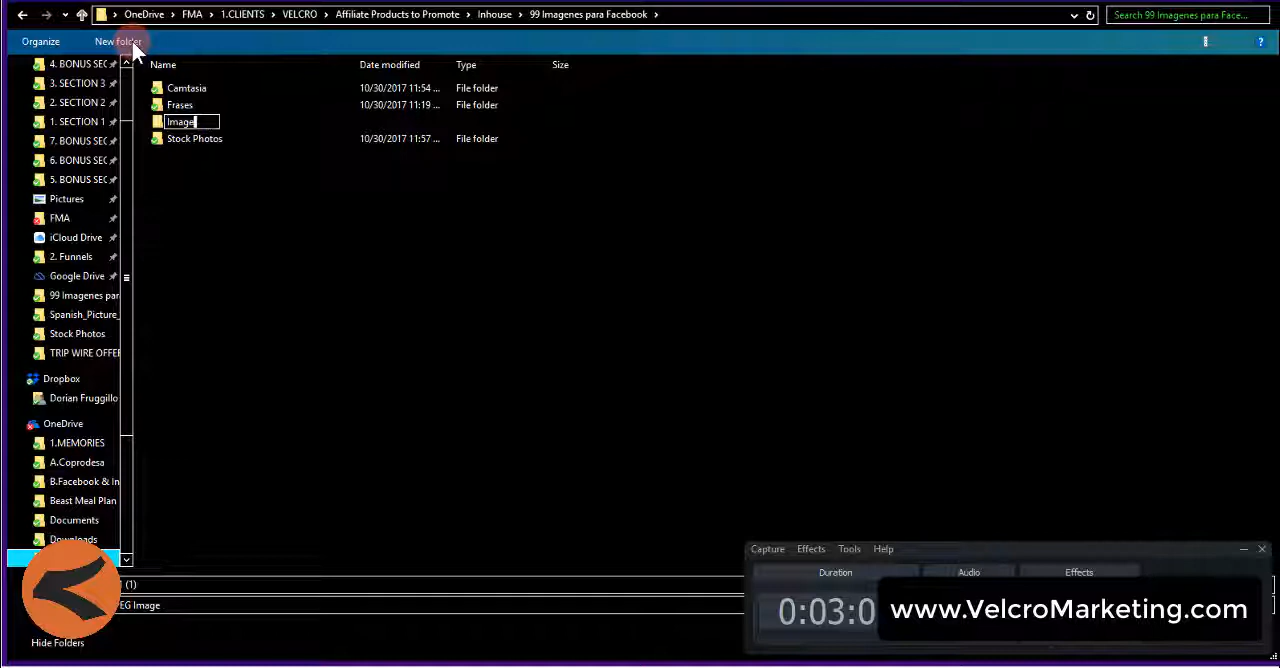 OneDrive > FMA > 1.CLIENTS > VELCRO > Affiliate Products to Promote > Inhouse > 99 Imagenes para Facebook >
Search 99 Imagenes para Face...
Organize
New folder
?
Name
Date modified
Type
Size
4. BONUS SEC
3. SECTION 3
2. SECTION 2
1. SECTION 1
7. BONUS SEC
6. BONUS SEC
5. BONUS SEC
Pictures
FMA
iCloud Drive
2. Funnels
Google Drive
99 Imagenes par
Spanish_Picture_
Stock Photos
TRIP WIRE OFFER
Dropbox
Dorian Fruggillo
OneDrive
1.MEMORIES
A.Coprodesa
B.Facebook & In
Beast Meal Plan
Documents
Downloads
Camtasia 10/30/2017 11:54 ... File folder
Frases 10/30/2017 11:19 ... File folder
Image
Stock Photos 10/30/2017 11:57 ... File folder
(1)
EG Image
Hide Folders
Capture Effects Tools Help
Duration Audio Effects
0:03:0
www.VelcroMarketing.com